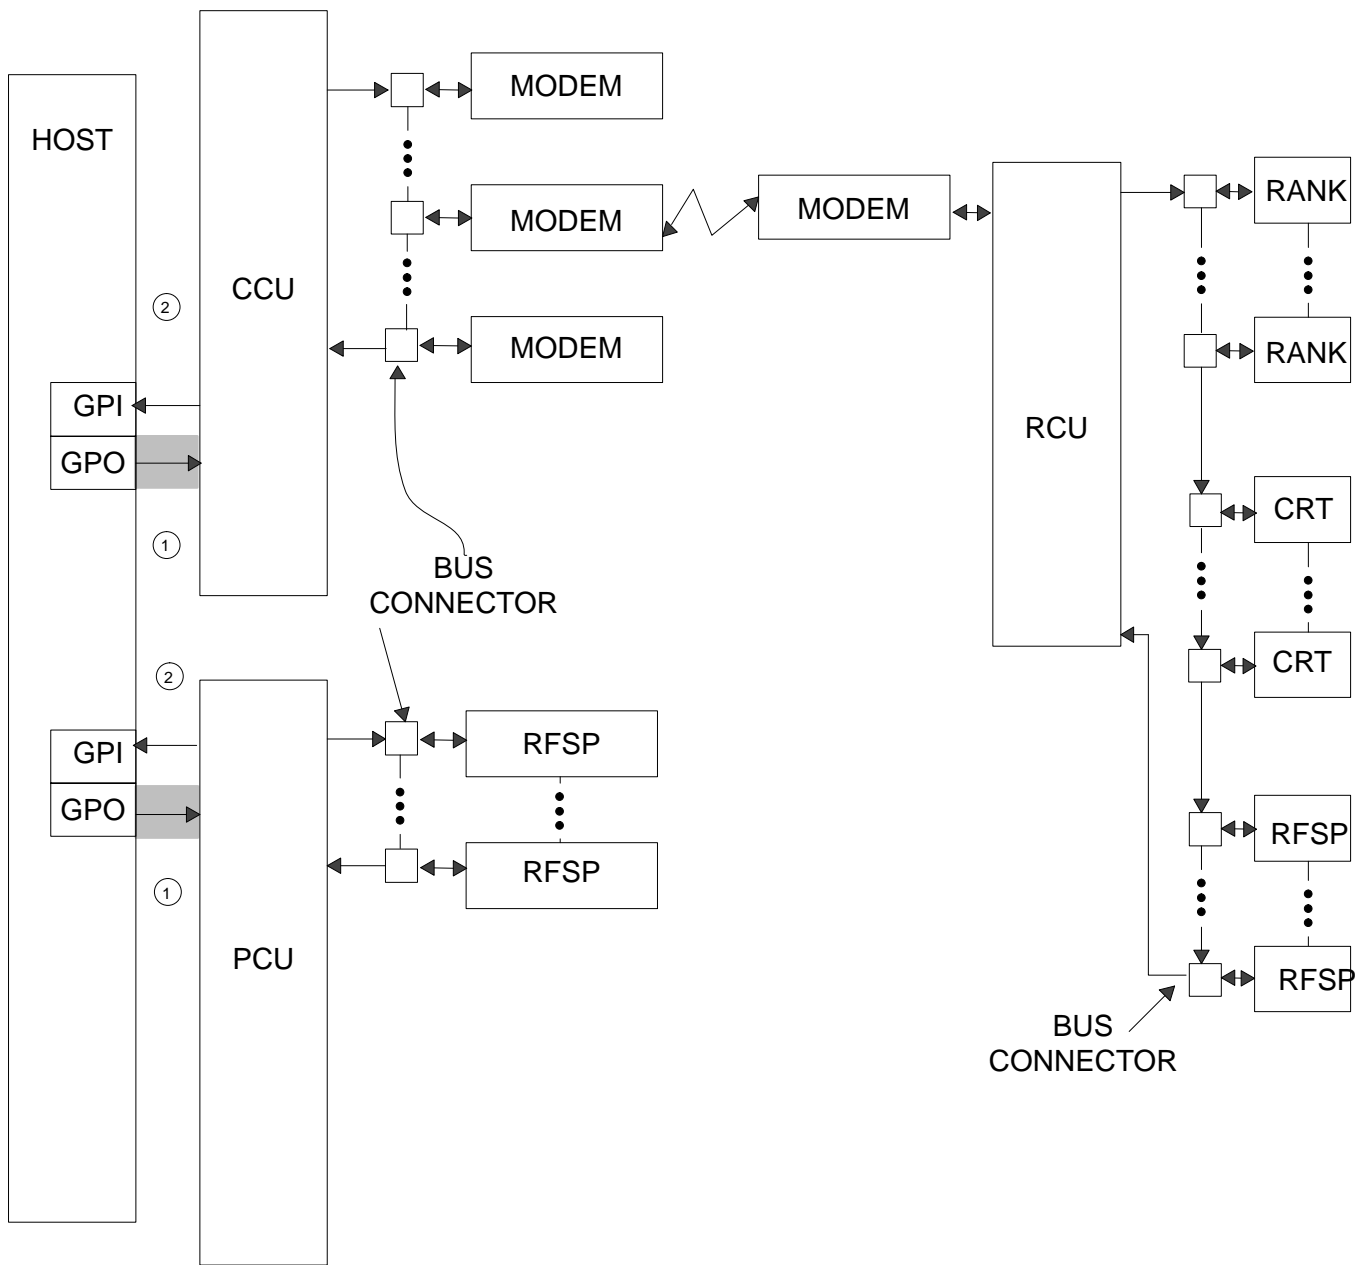 HOST
GPI
GPO
GPI
GPO
2
1
2
1
CCU
PCU
MODEM
MODEM
MODEM
BUS
CONNECTOR
RFSP
RFSP
MODEM
RCU
RANK
RANK
CRT
CRT
RFSP
RFSP
BUS
CONNECTOR